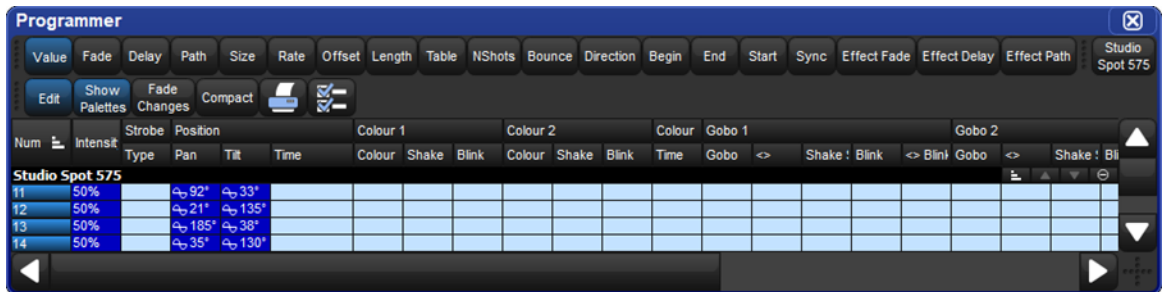 Programmer
Value Fade Delay Path Size Rate Offset Length Table NShots Bounce Direction Begin End Start Sync Effect Fade Effect Delay Effect Path Studio Spot 575
Edit Show Palettes Fade Changes Compact
Num Intensit Strobe Position Colour 1 Colour 2 Colour Gobo 1 Gobo 2
Type Pan Tilt Time Colour Shake Blink Colour Shake Blink Time Gobo <> Shake Blink <> Blink Gobo <> Shake Bli
Studio Spot 575
11 50% 92° 33°
12 50% 21° 135°
13 50% 185° 38°
14 50% 35° 130°